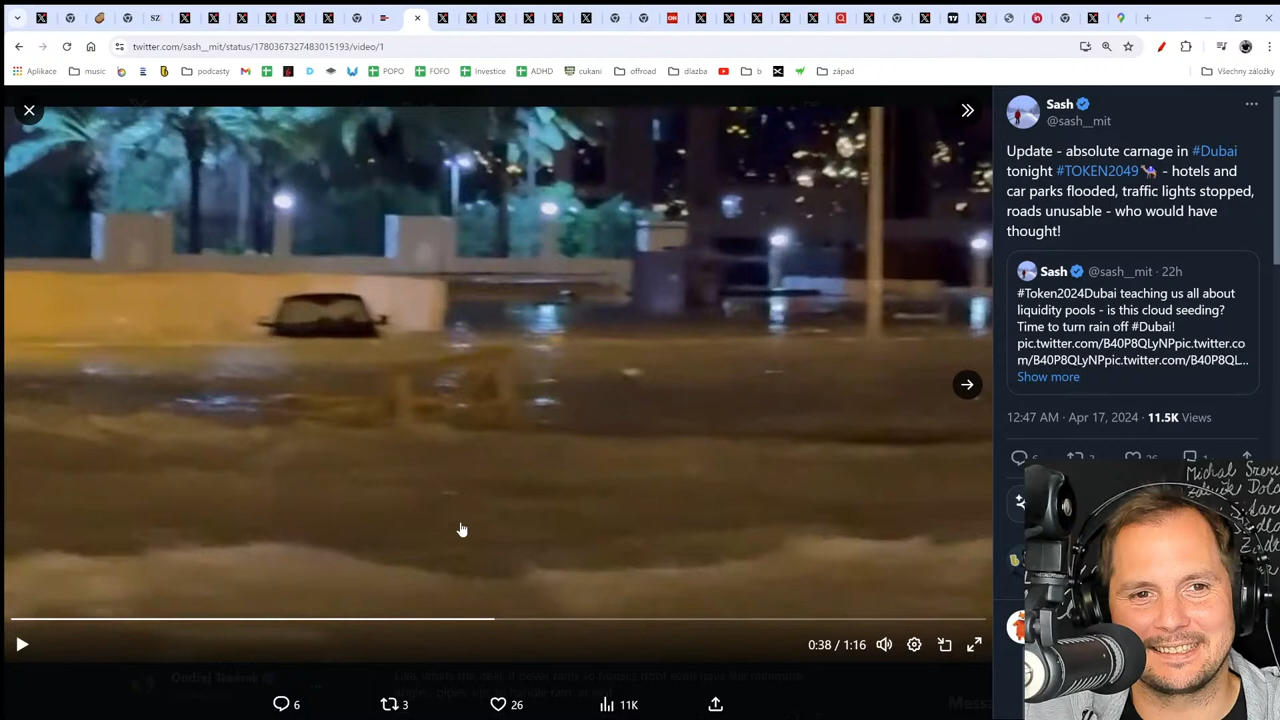 twitter.com/sash__mit/status/1780367327483015193/video/1
Aplikace
music
podcasty
POPO
FOFO
Investice
ADHD
cukani
offroad
dlazba
b
západ
Všechny záložky
Sash
@sash__mit
Update - absolute carnage in #Dubai
tonight #TOKEN2049🐪 - hotels and
car parks flooded, traffic lights stopped,
roads unusable - who would have
thought!
Sash @sash__mit · 22h
#Token2024Dubai teaching us all about
liquidity pools - is this cloud seeding?
Time to turn rain off #Dubai!
pic.twitter.com/B40P8QLyNPpic.twitter.co
m/B40P8QLyNPpic.twitter.com/B40P8QL...
Show more
12:47 AM · Apr 17, 2024 · 11.5K Views
0:38 / 1:16
6
3
26
11K
Michal